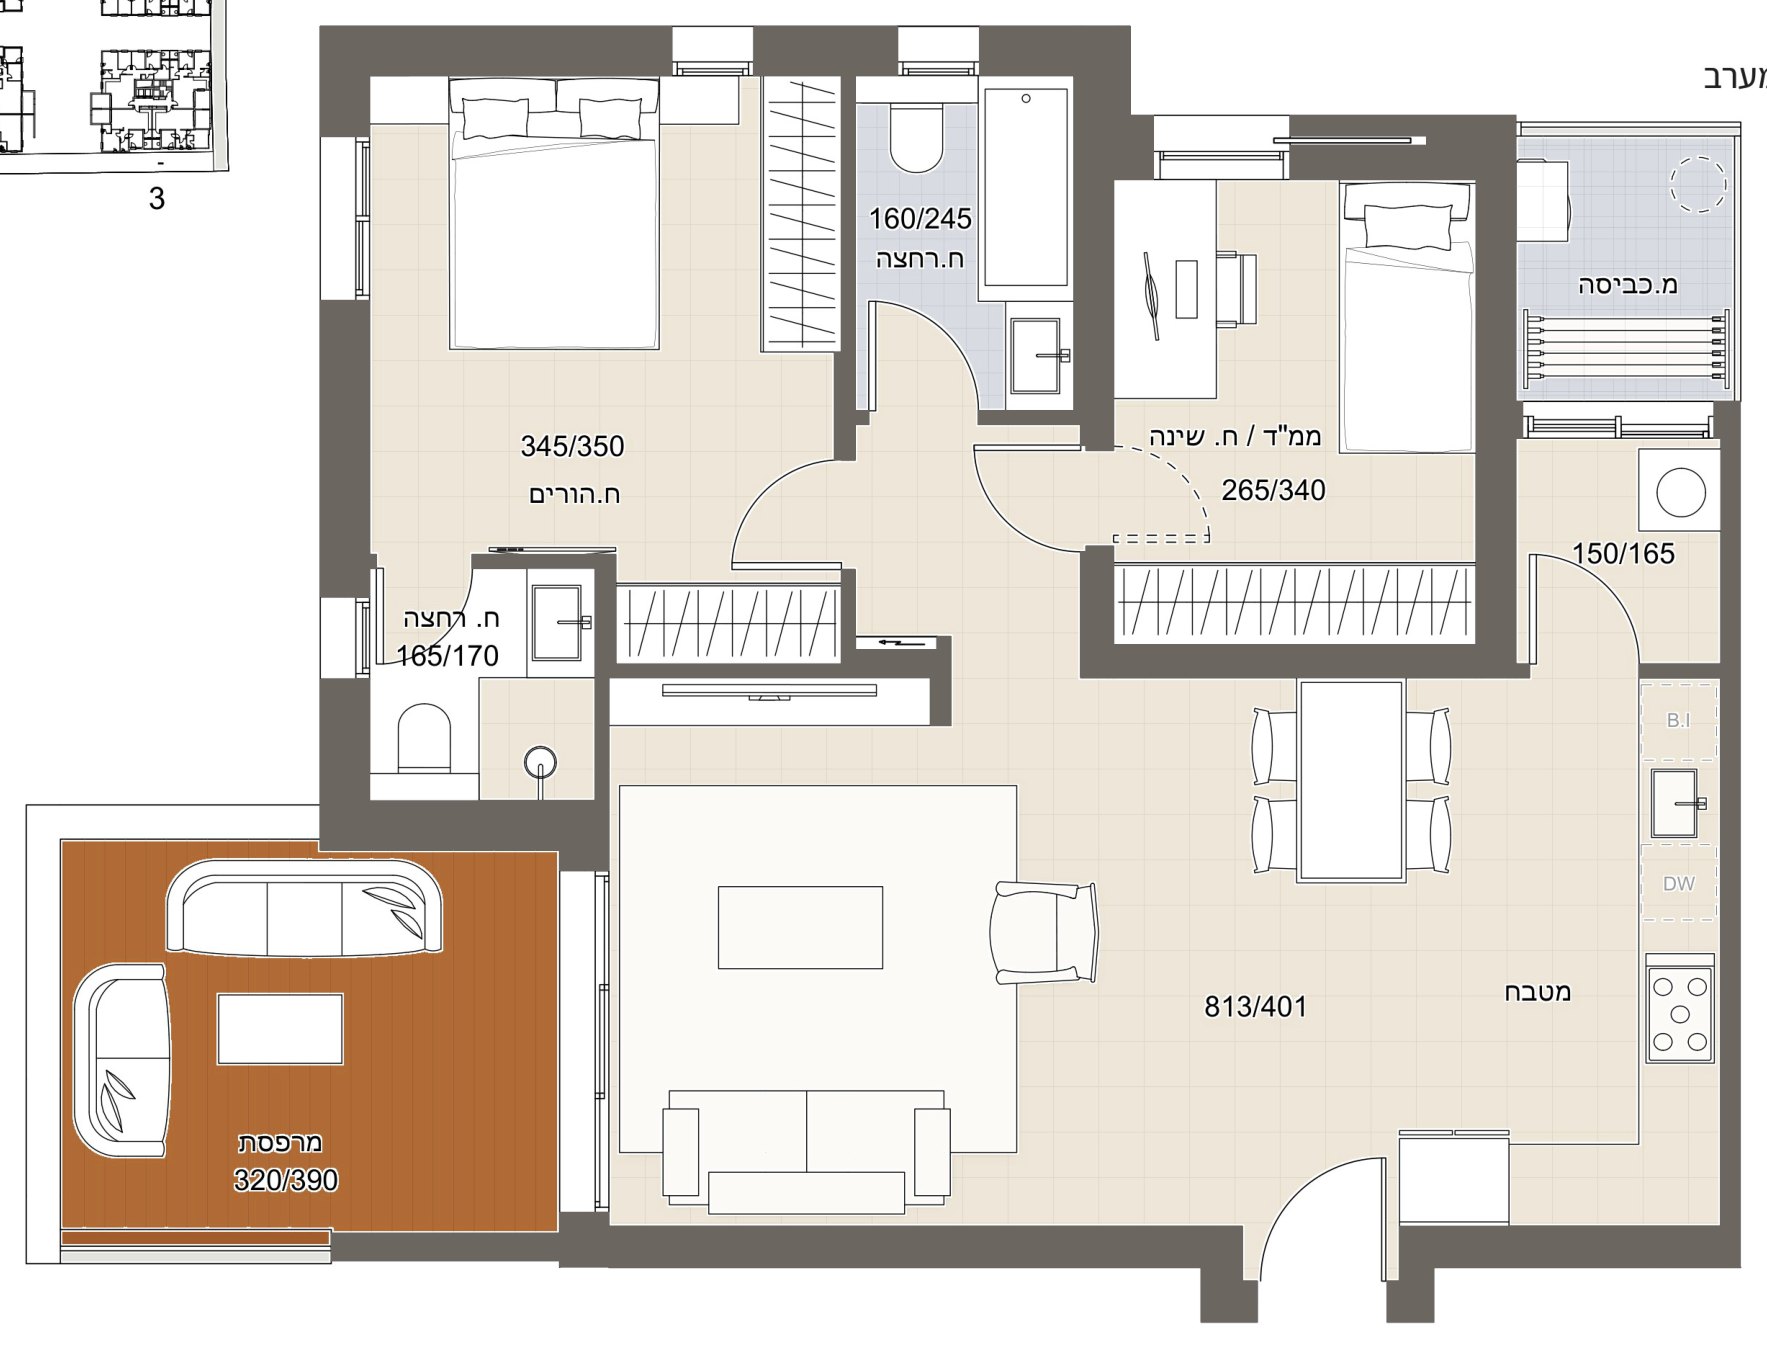 מערב
3
160/245
ח.רחצה
מ.כביסה
345/350
ח.הורים
ממ"ד / ח. שינה
265/340
150/165
ח. רחצה
165/170
B.I
DW
מטבח
813/401
מרפסת
320/390